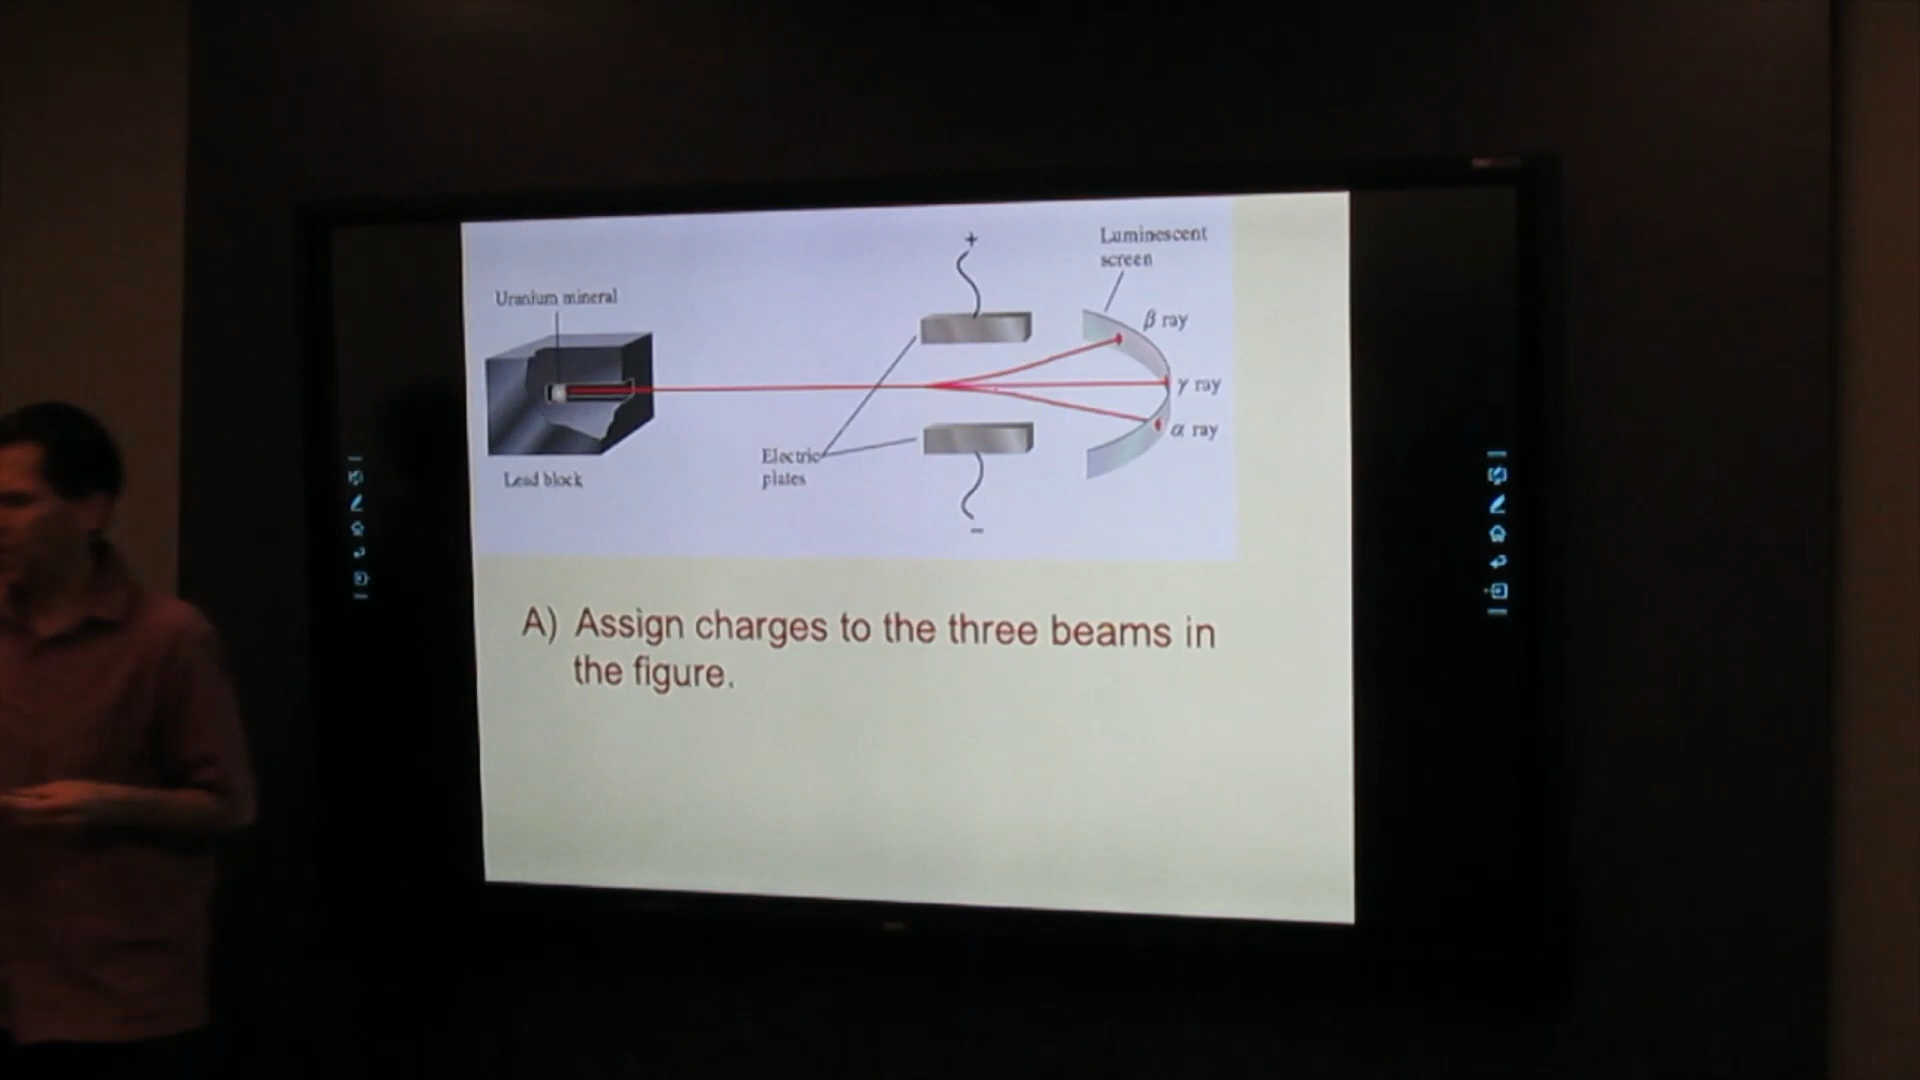 +
Luminescent
screen
Uranium mineral
β ray
γ ray
α ray
Electric
plates
Lead block
−
A) Assign charges to the three beams in
the figure.